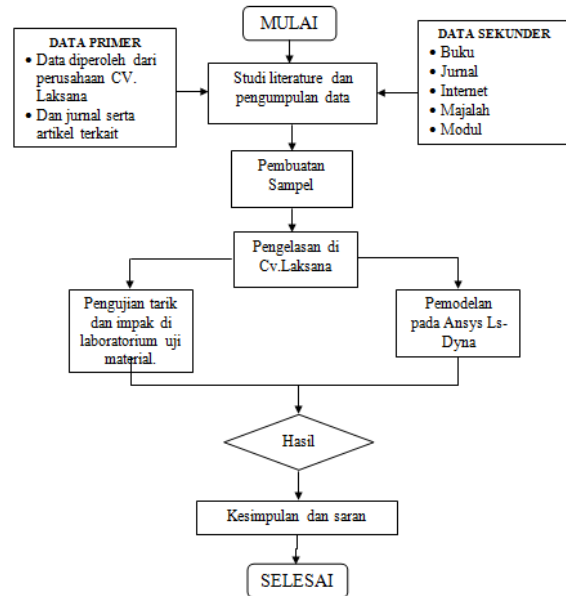 MULAI
DATA PRIMER
• Data diperoleh dari
perusahaan CV.
Laksana
• Dan jurnal serta
artikel terkait
Studi literature dan
pengumpulan data
DATA SEKUNDER
• Buku
• Jurnal
• Internet
• Majalah
• Modul
Pembuatan
Sampel
Pengelasan di
Cv.Laksana
Pengujian tarik
dan impak di
laboratorium uji
material.
Pemodelan
pada Ansys Ls-
Dyna
Hasil
Kesimpulan dan saran
SELESAI